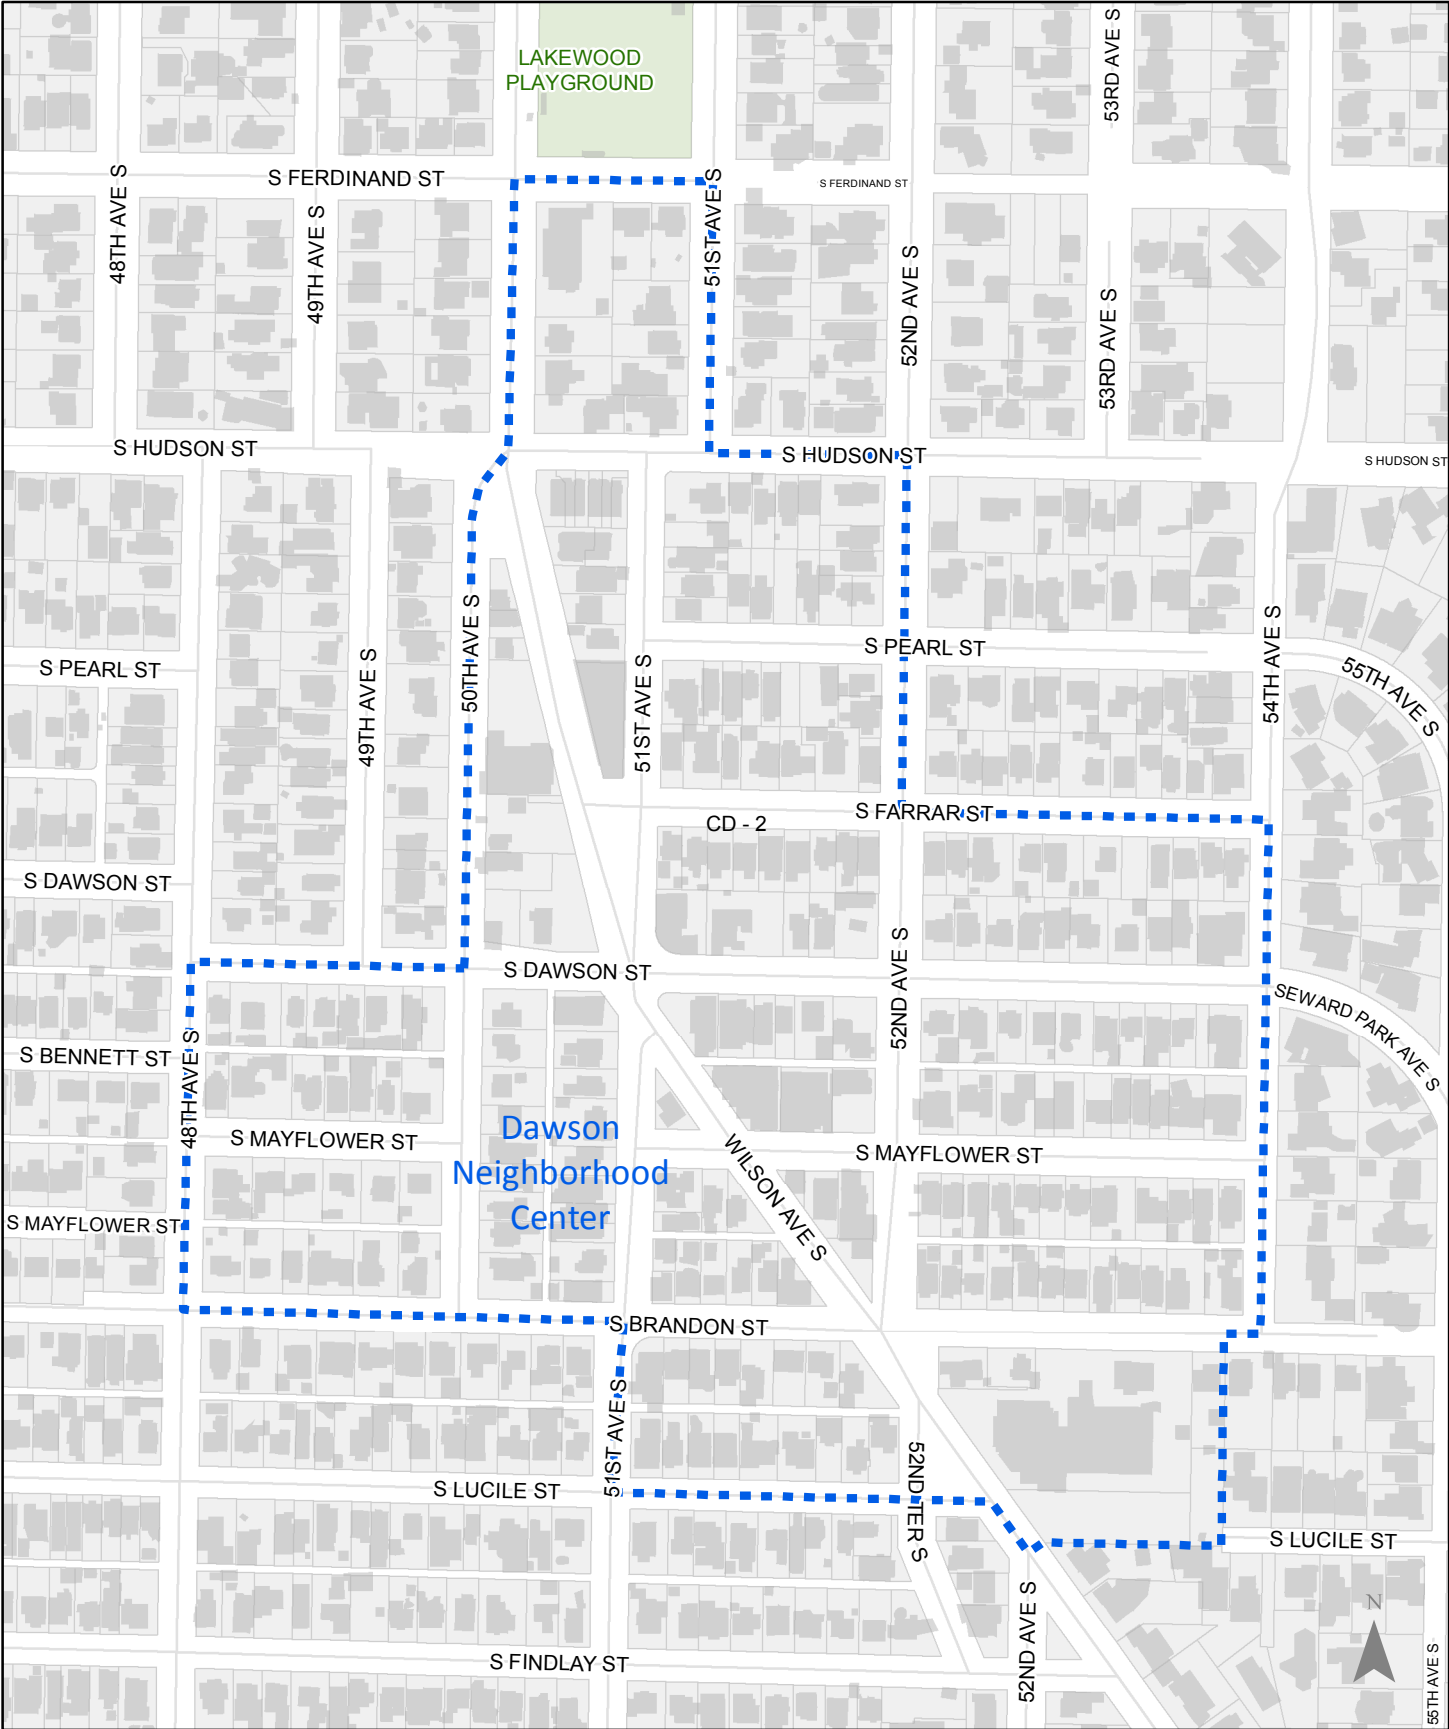 53RD AVE S
LAKEWOOD
PLAYGROUND
S FERDINAND ST
S FERDINAND ST
48TH AVE S
49TH AVE S
51ST AVE S
52ND AVE S
53RD AVE S
S HUDSON ST
S HUDSON ST
S HUDSON ST
50TH AVE S
54TH AVE S
S PEARL ST
S PEARL ST
49TH AVE S
51ST AVE S
55TH AVE S
S FARRAR ST
CD - 2
S DAWSON ST
S DAWSON ST
52ND AVE S
SEWARD PARK AVE S
S BENNETT ST
48TH AVE S
Dawson
Neighborhood
Center
S MAYFLOWER ST
S MAYFLOWER ST
WILSON AVE S
S MAYFLOWER ST
S BRANDON ST
51ST AVE S
52ND TER S
S LUCILE ST
S LUCILE ST
52ND AVE S
N
S FINDLAY ST
55TH AVE S